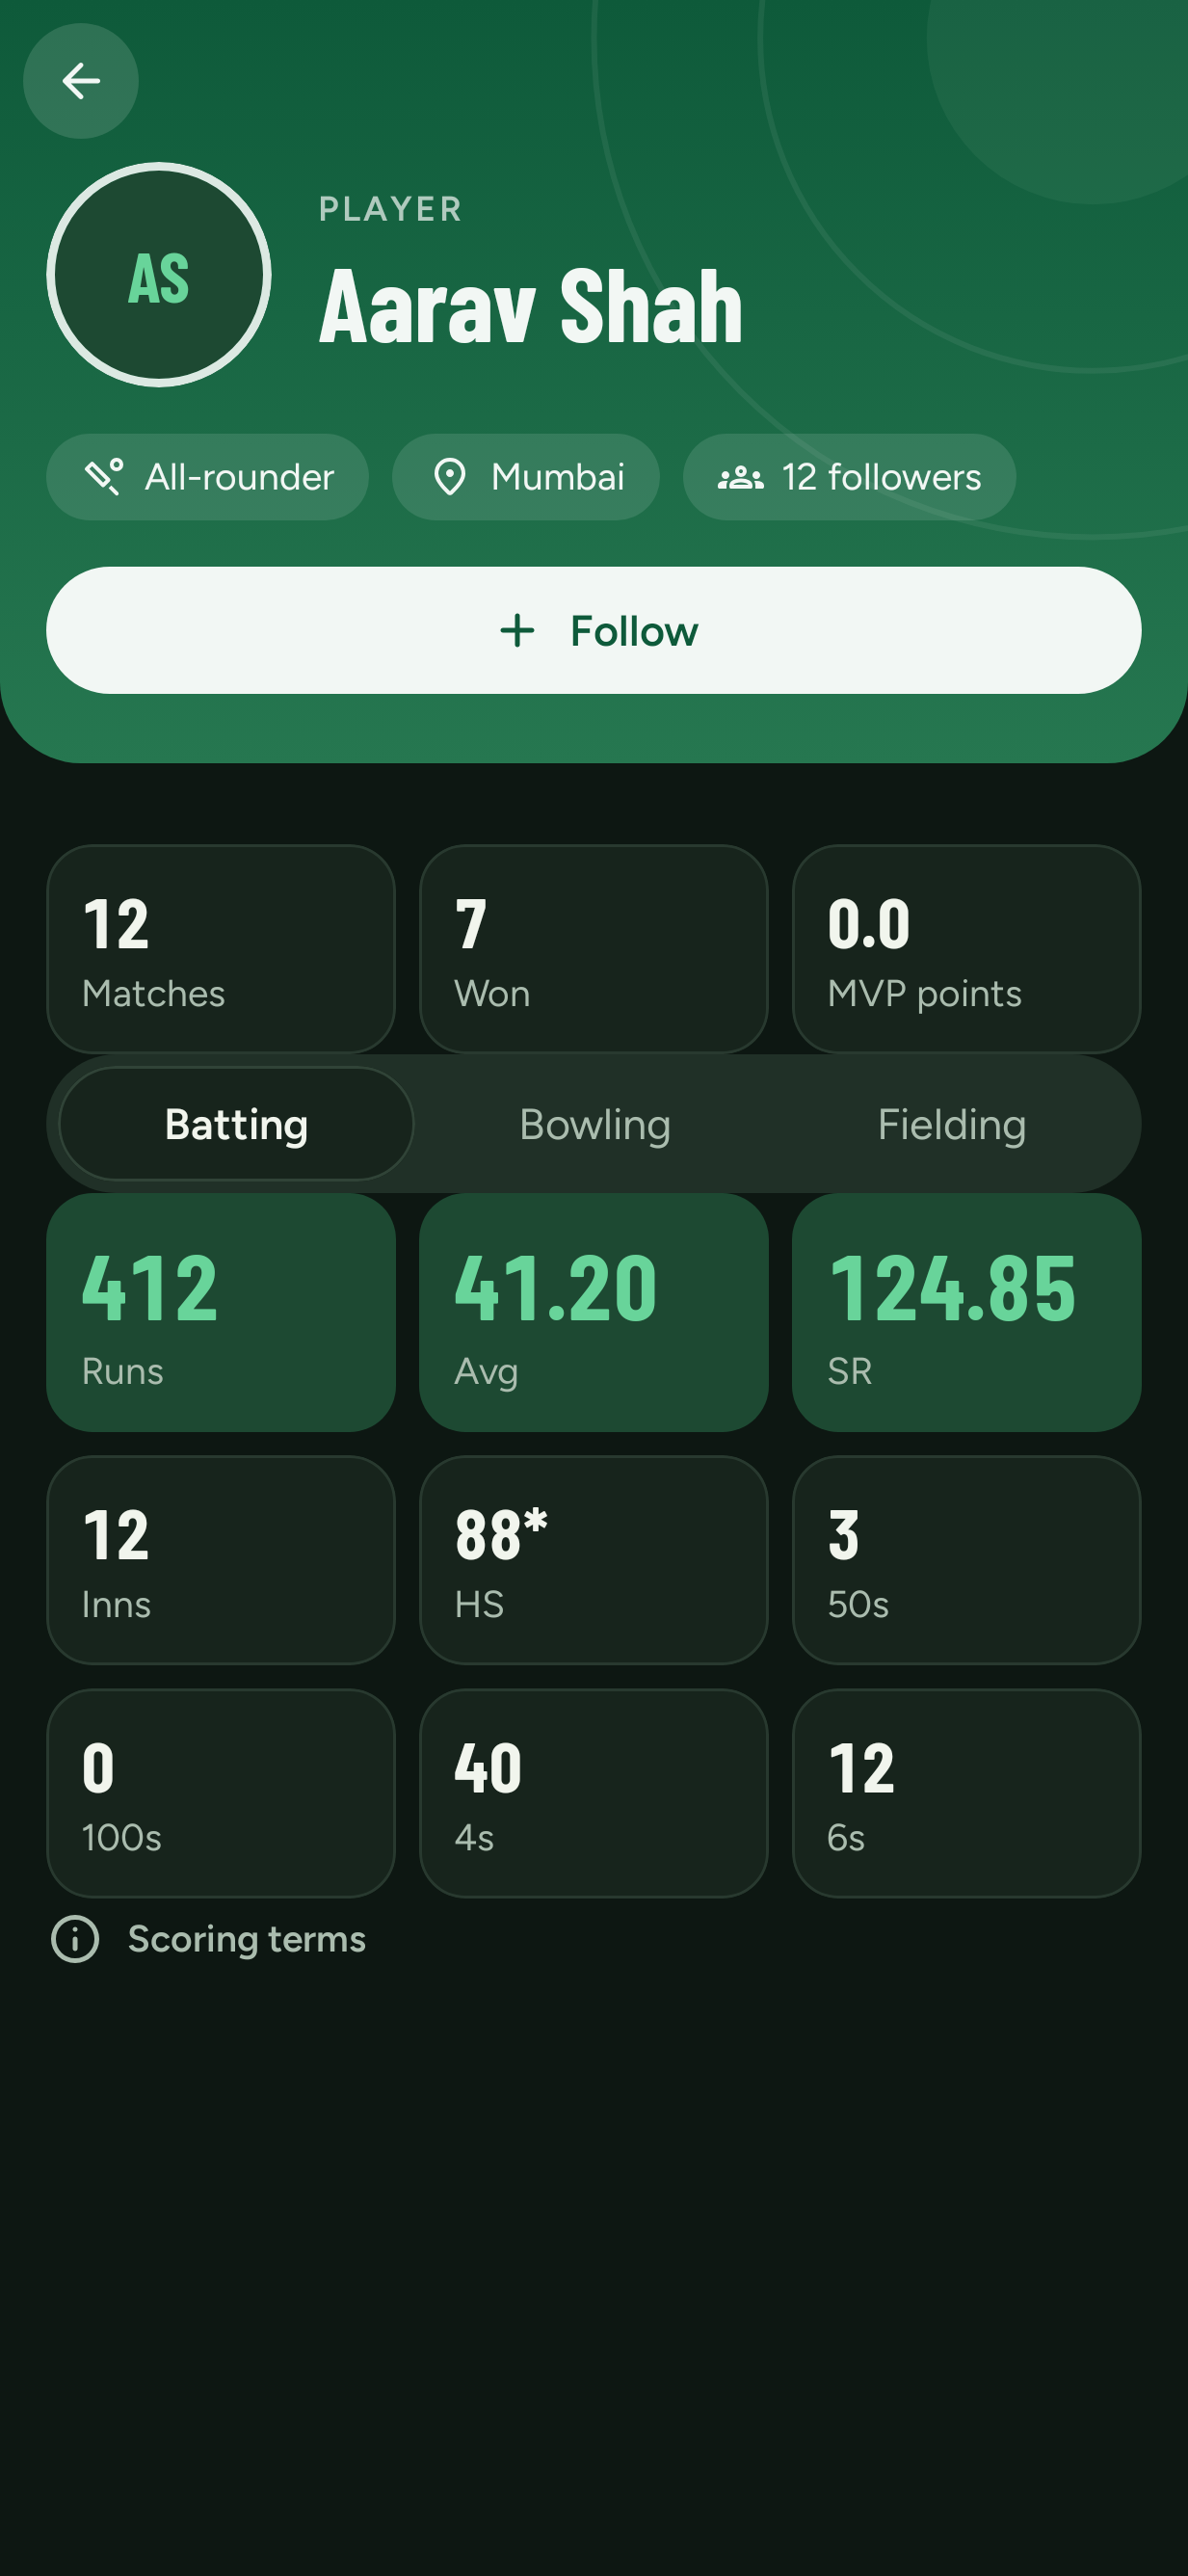 PLAYER
AS
Aarav Shah
All-rounder
Mumbai
12 followers
Follow
12
Matches
7
Won
0.0
MVP points
Batting
Bowling
Fielding
412
Runs
41.20
Avg
124.85
SR
12
Inns
88*
HS
3
50s
0
100s
40
4s
12
6s
Scoring terms